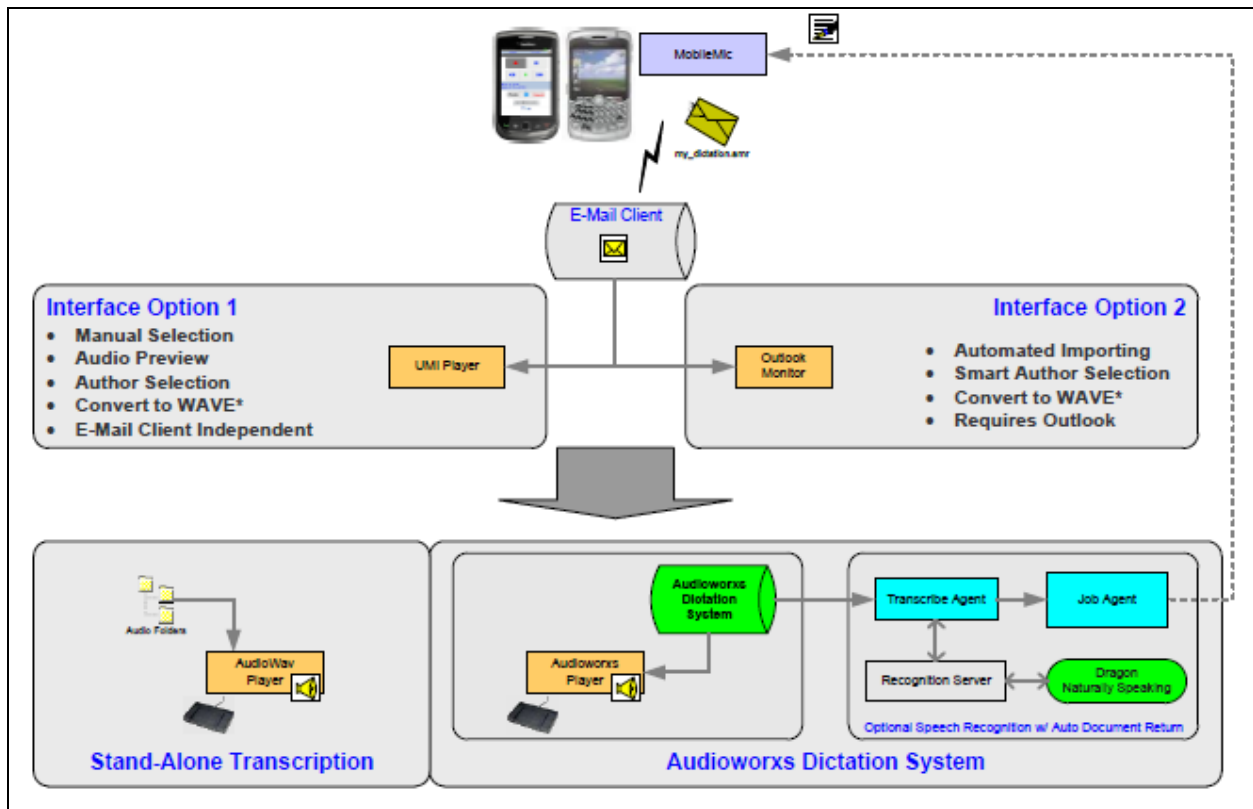 MobileMic
my_dictation.amr
E-Mail Client
Interface Option 1
• Manual Selection
• Audio Preview
• Author Selection
• Convert to WAVE*
• E-Mail Client Independent
UMI Player
Outlook
Monitor
Interface Option 2
• Automated Importing
• Smart Author Selection
• Convert to WAVE*
• Requires Outlook
Audio Folders
AudioWav
Player
Stand-Alone Transcription
Audioworxs
Dictation
System
Audioworxs
Player
Transcribe Agent
Job Agent
Recognition Server
Dragon
Naturally Speaking
Optional Speech Recognition w/ Auto Document Return
Audioworxs Dictation System